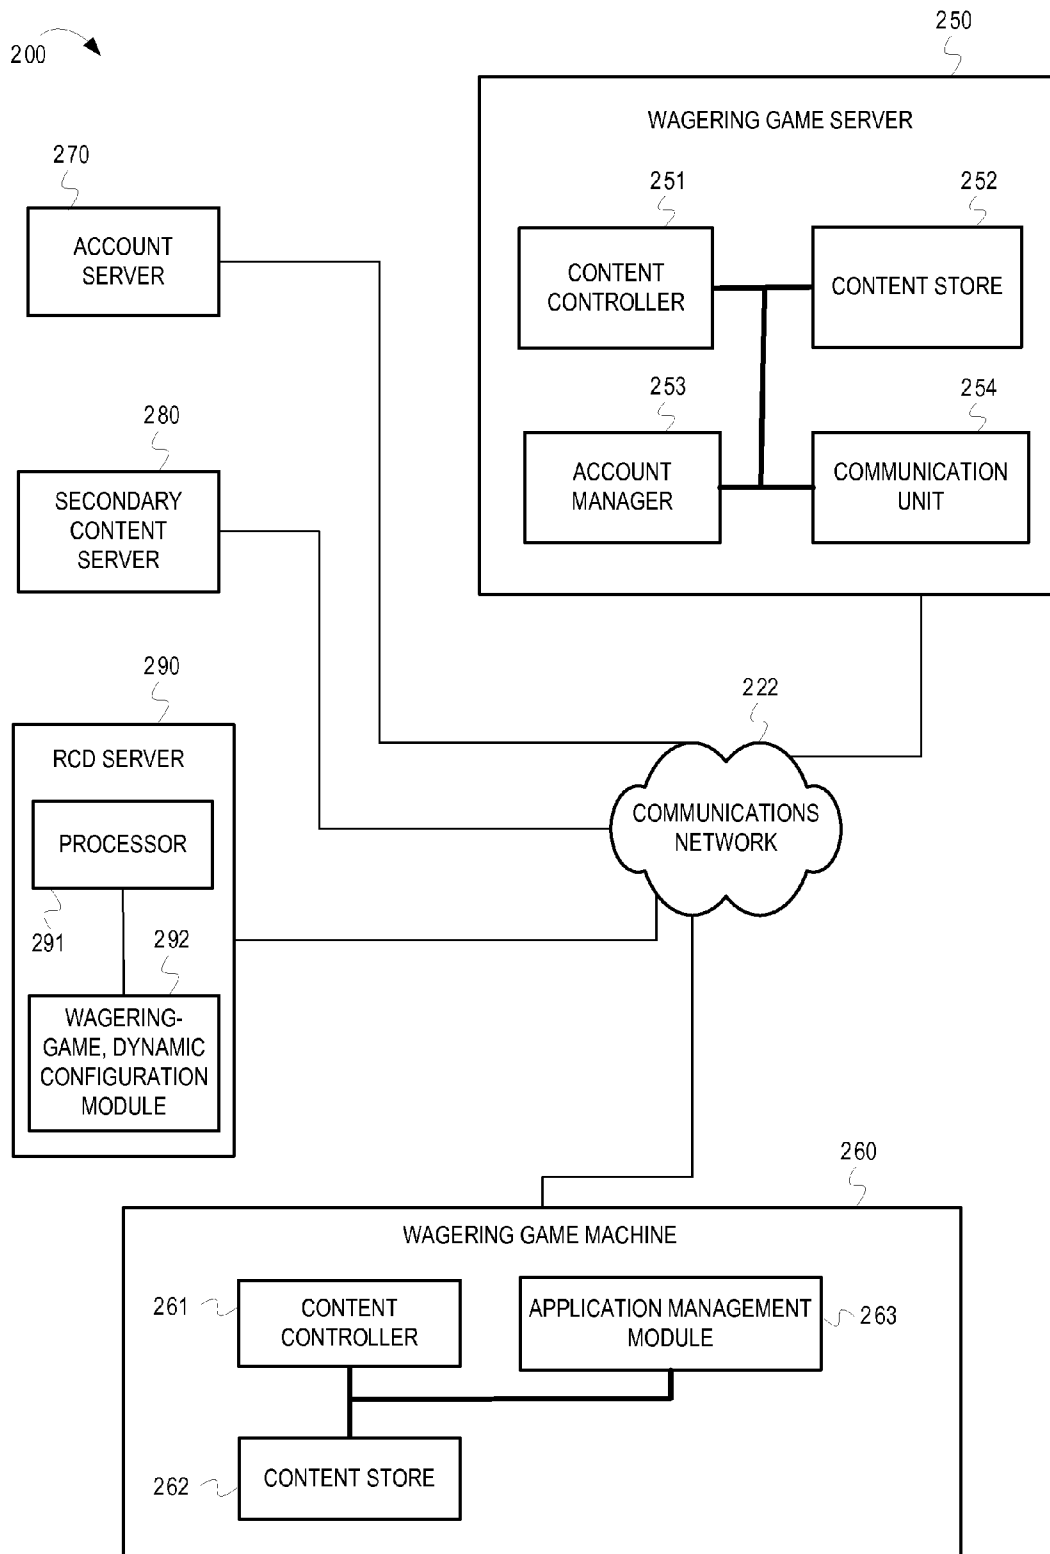 200
250
WAGERING GAME SERVER
270
ACCOUNT
SERVER
251
CONTENT
CONTROLLER
252
CONTENT STORE
253
ACCOUNT
MANAGER
254
COMMUNICATION
UNIT
280
SECONDARY
CONTENT
SERVER
290
RCD SERVER
PROCESSOR
291
292
WAGERING-
GAME, DYNAMIC
CONFIGURATION
MODULE
222
COMMUNICATIONS
NETWORK
260
WAGERING GAME MACHINE
261
CONTENT
CONTROLLER
APPLICATION MANAGEMENT
MODULE
263
262
CONTENT STORE